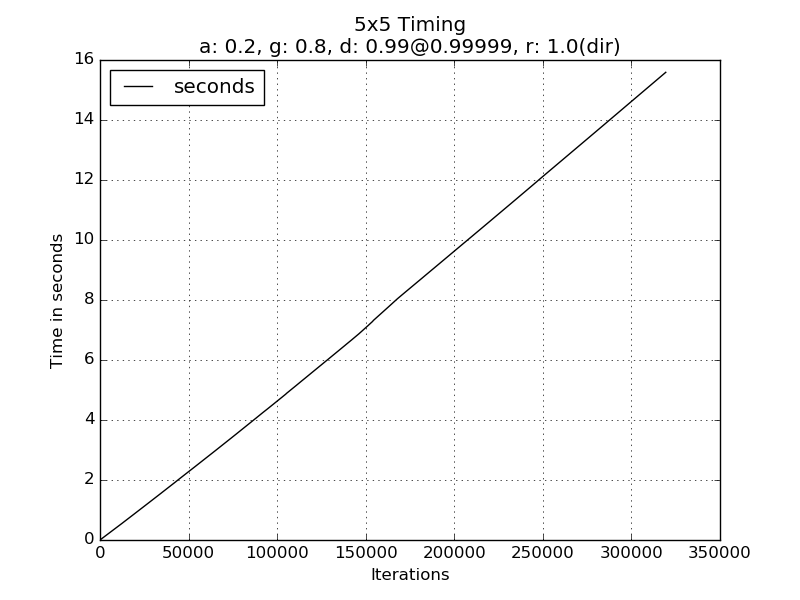 5x5 Timing
a: 0.2, g: 0.8, d: 0.99@0.99999, r: 1.0(dir)
seconds
16
14
12
10
8
6
4
2
0
Time in seconds
0 50000 100000 150000 200000 250000 300000 350000
Iterations